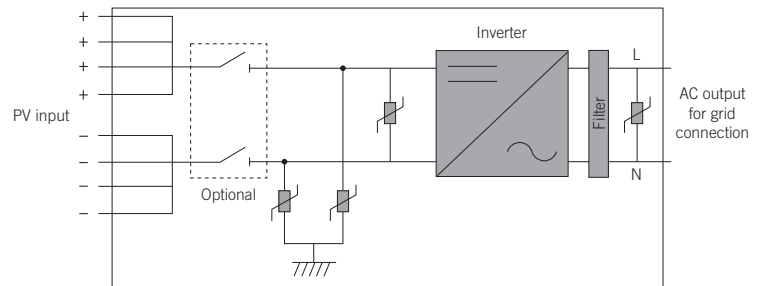 +
+
+
+
PV input
−
−
−
−
Optional
Inverter
Filter
L
N
AC output
for grid
connection